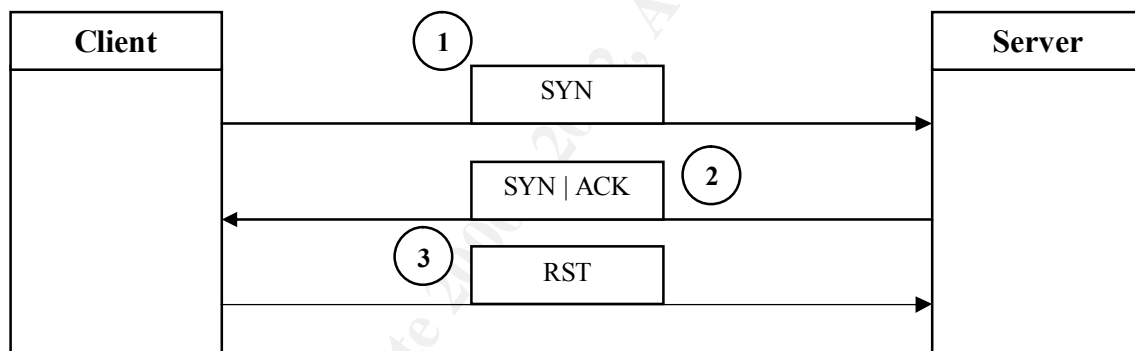 Client
1
Server
SYN
SYN | ACK
2
3
RST